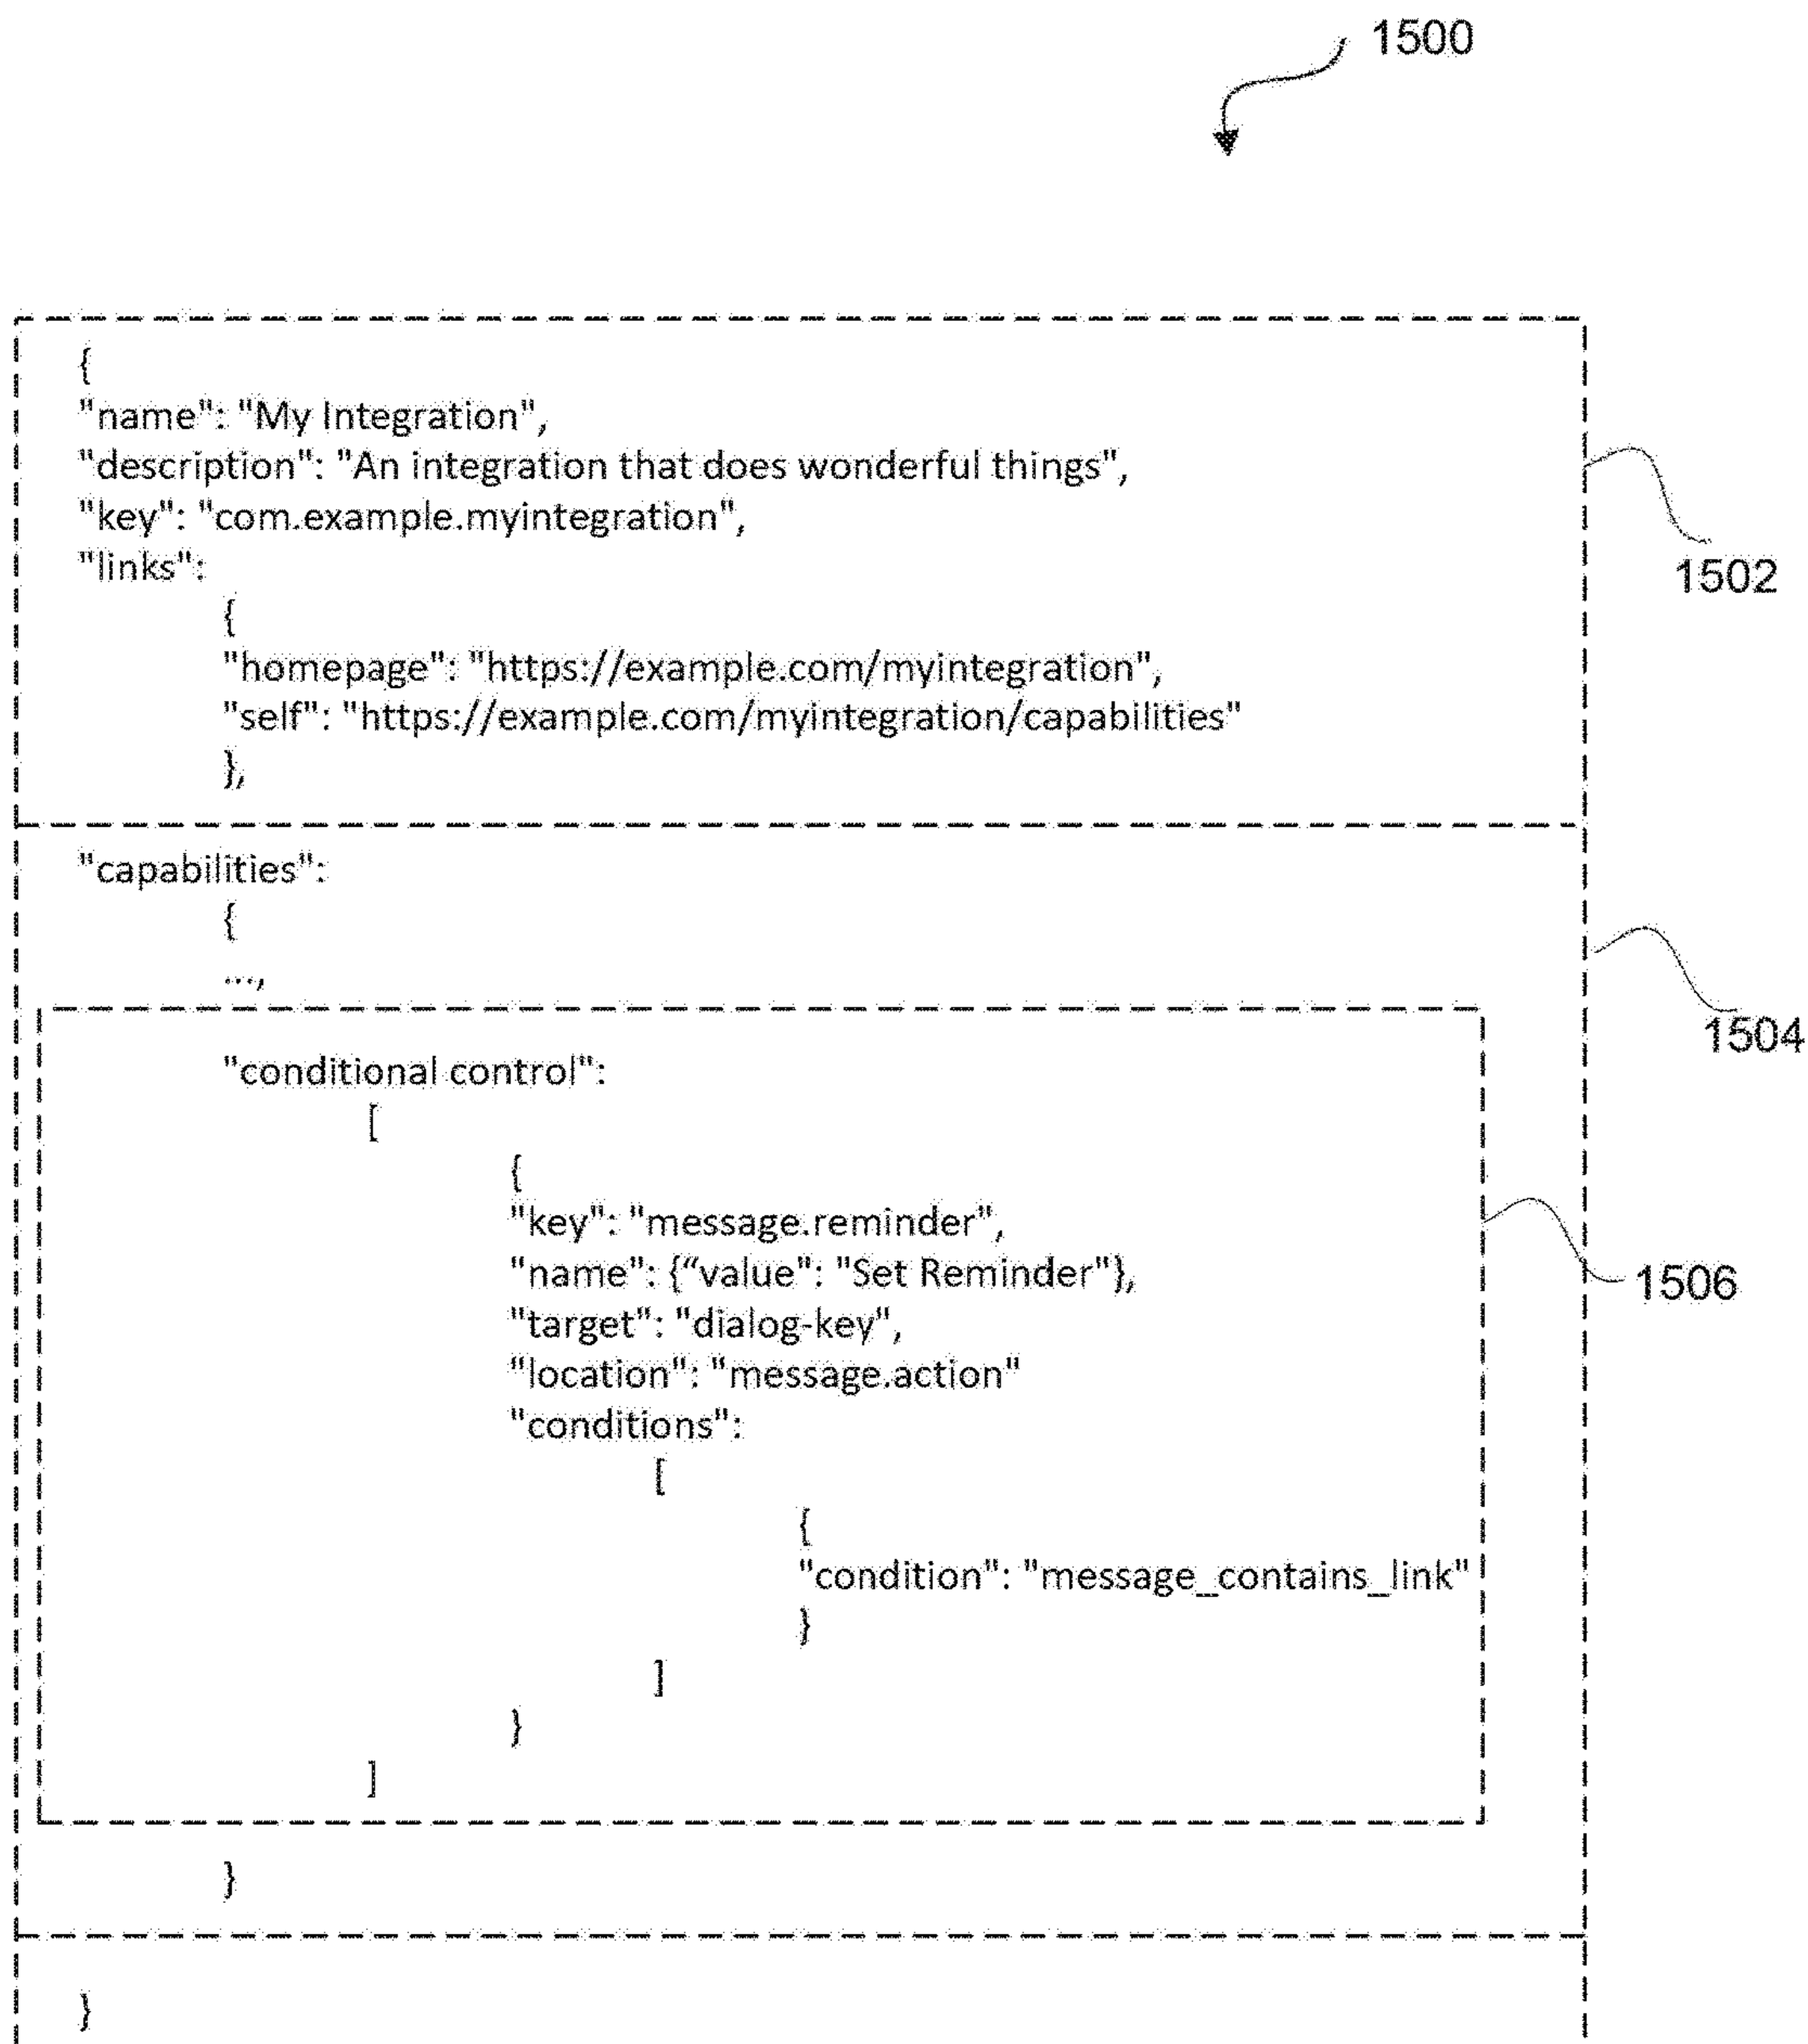 1500
{
"name": "My Integration",
"description": "An integration that does wonderful things",
"key": "com.example.myintegration",
"links":
{
"homepage": "https://example.com/myintegration",
"self": "https://example.com/myintegration/capabilities"
},
1502
"capabilities":
{
...,
1504
"conditional control":
[
{
"key": "message.reminder",
"name": {“value": "Set Reminder"},
"target": "dialog-key",
"location": "message.action"
"conditions":
[
{
"condition": "message_contains_link"
}
]
}
]
1506
}
}